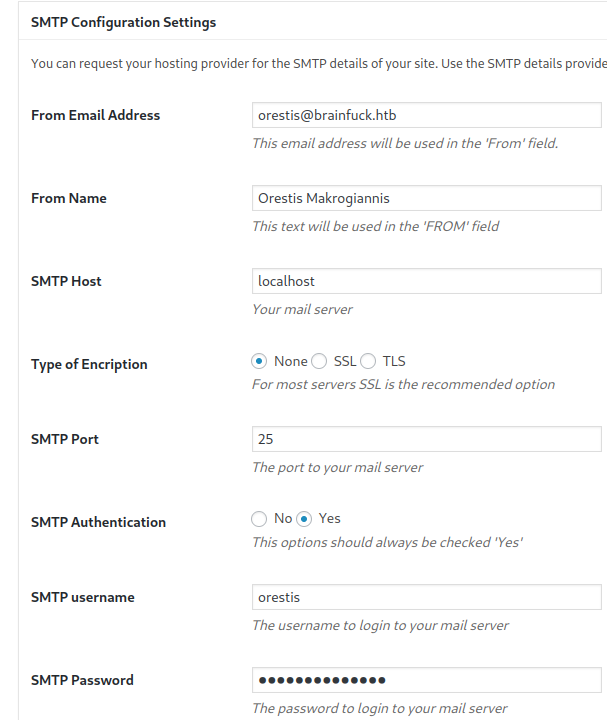 SMTP Configuration Settings
You can request your hosting provider for the SMTP details of your site. Use the SMTP details provide
From Email Address
orestis@brainfuck.htb
This email address will be used in the 'From' field.
From Name
Orestis Makrogiannis
This text will be used in the 'FROM' field
SMTP Host
localhost
Your mail server
Type of Encription
None SSL TLS
For most servers SSL is the recommended option
SMTP Port
25
The port to your mail server
SMTP Authentication
No Yes
This options should always be checked 'Yes'
SMTP username
orestis
The username to login to your mail server
SMTP Password
●●●●●●●●●●●●●●
The password to login to your mail server